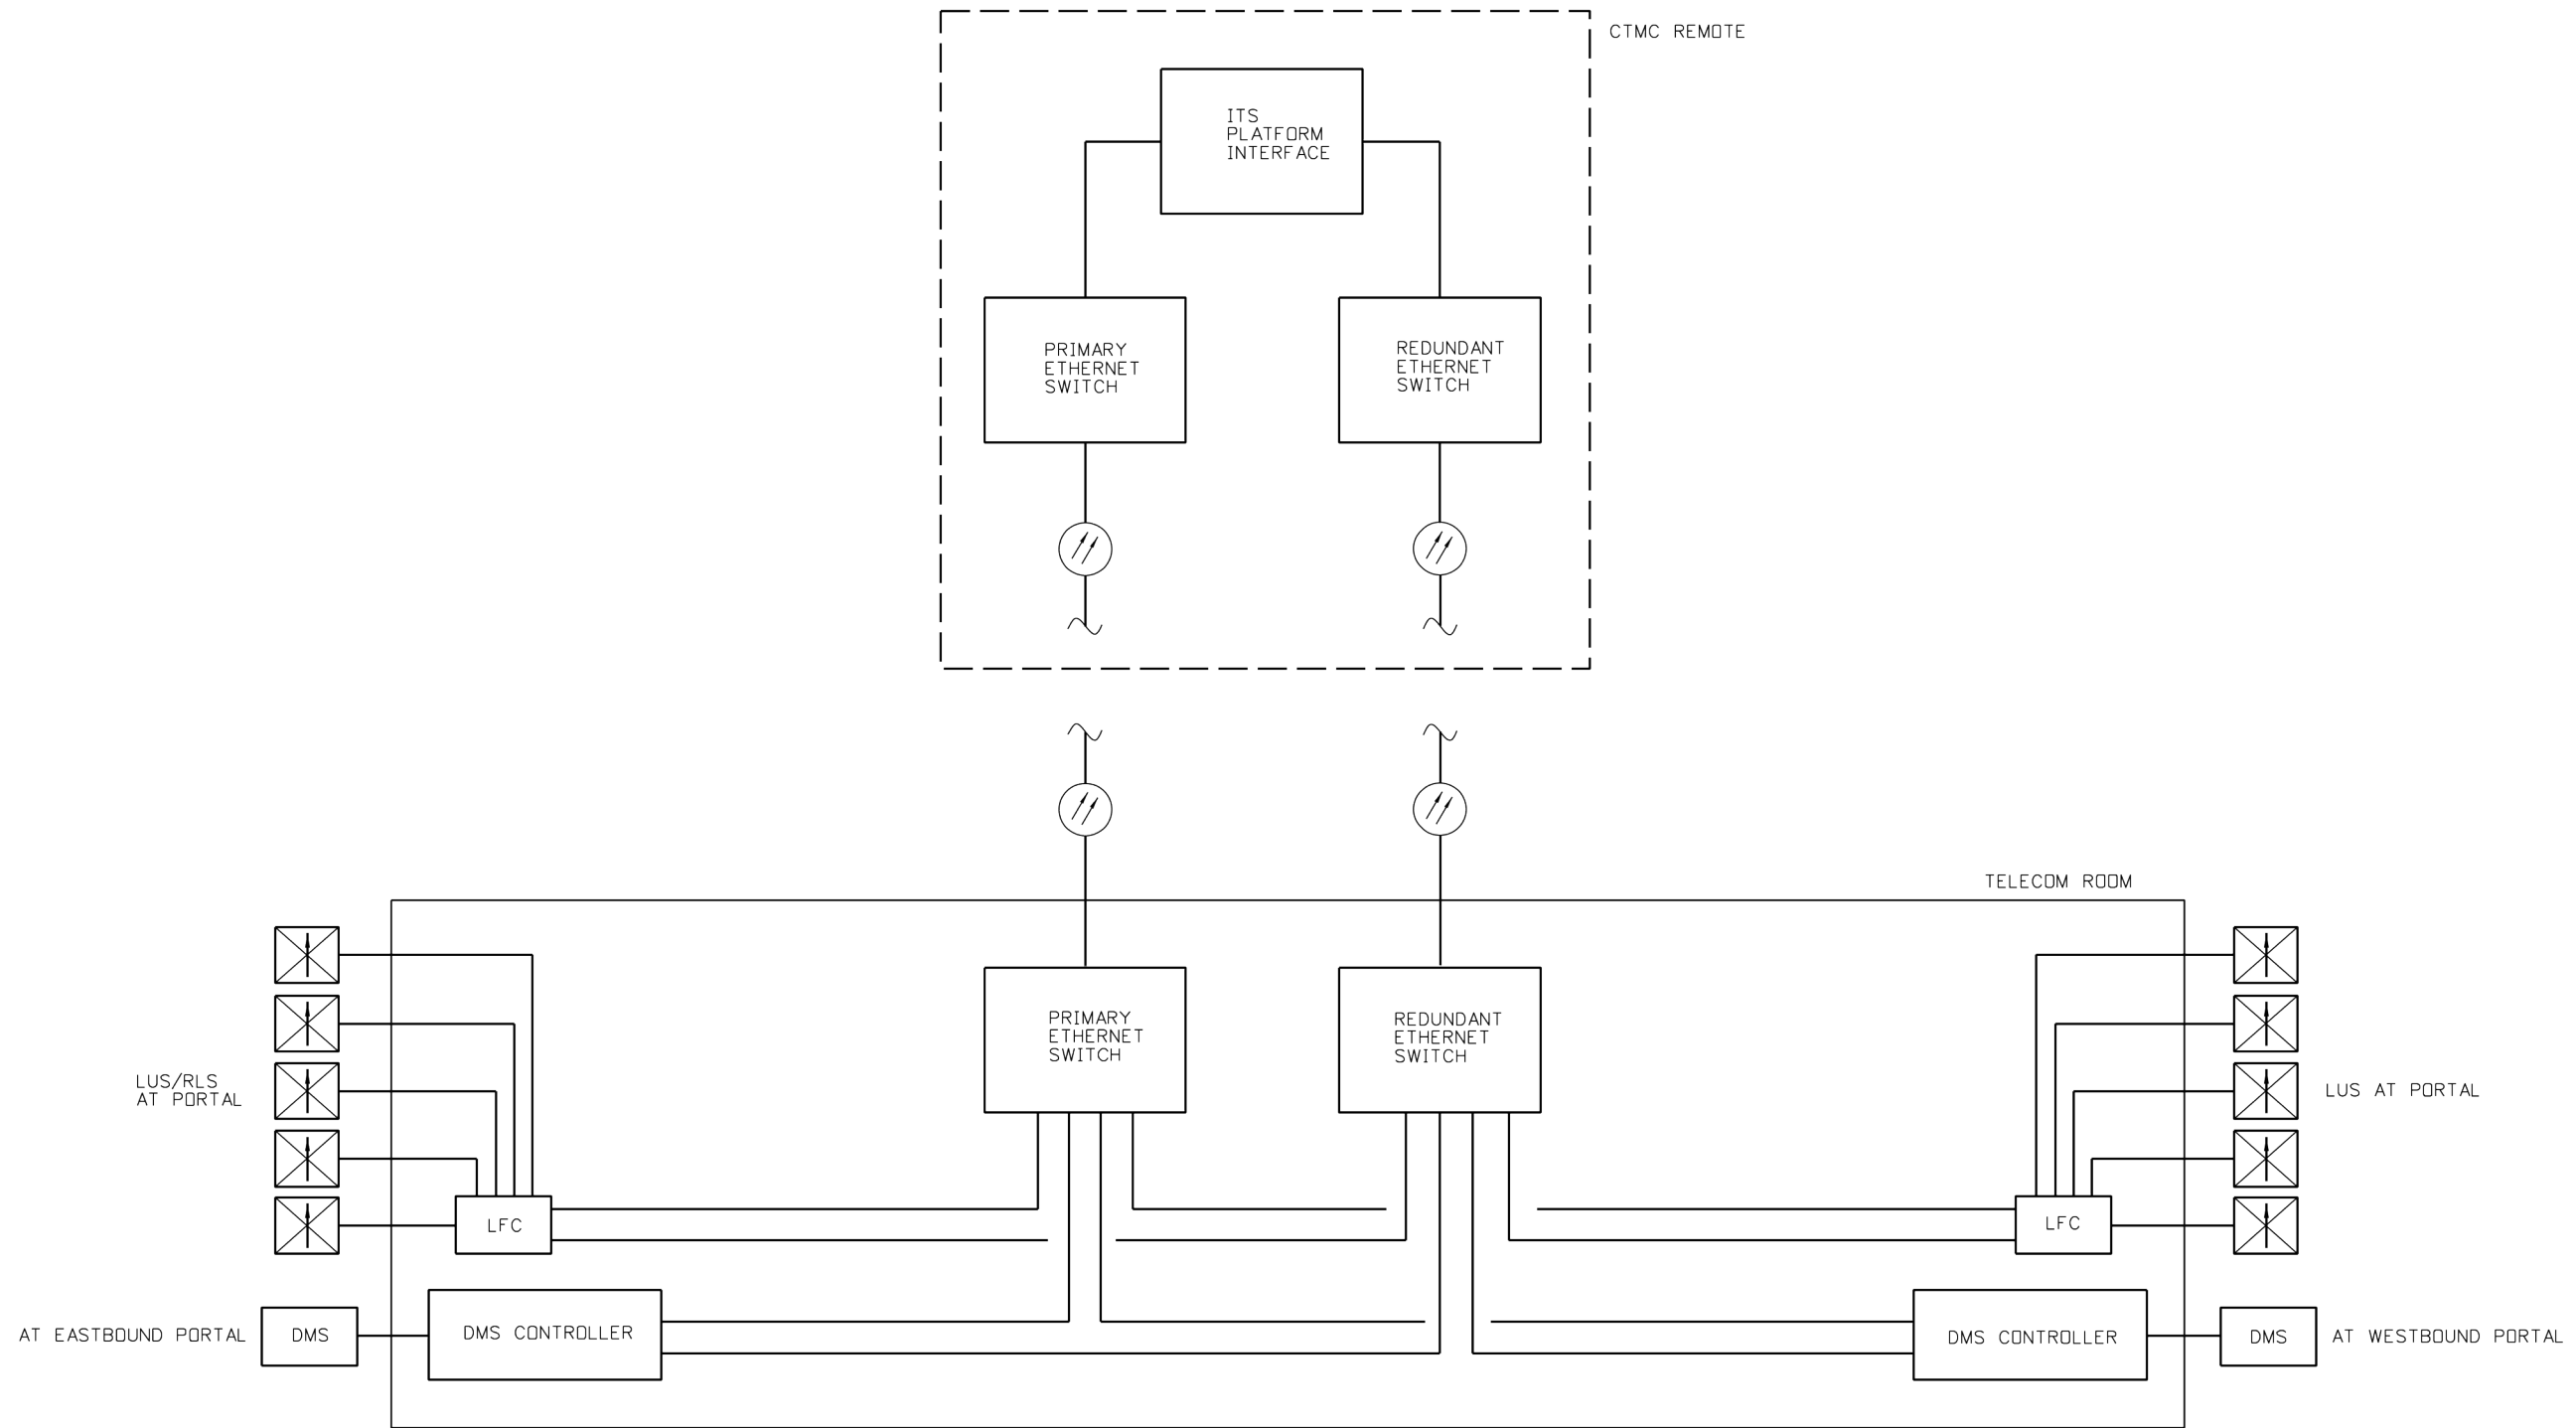 CTMC REMOTE
ITS
PLATFORM
INTERFACE
PRIMARY
ETHERNET
SWITCH
REDUNDANT
ETHERNET
SWITCH
TELECOM ROOM
PRIMARY
ETHERNET
SWITCH
REDUNDANT
ETHERNET
SWITCH
LUS/RLS
AT PORTAL
LUS AT PORTAL
LFC
LFC
AT EASTBOUND PORTAL
DMS
DMS CONTROLLER
DMS CONTROLLER
DMS
AT WESTBOUND PORTAL